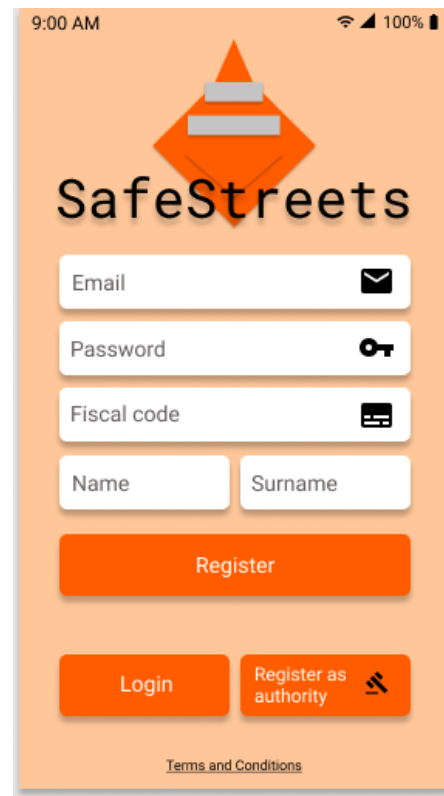 9:00 AM 100%
SafeStreets
Email
Password
Fiscal code
Name Surname
Register
Login
Register as
authority
Terms and Conditions